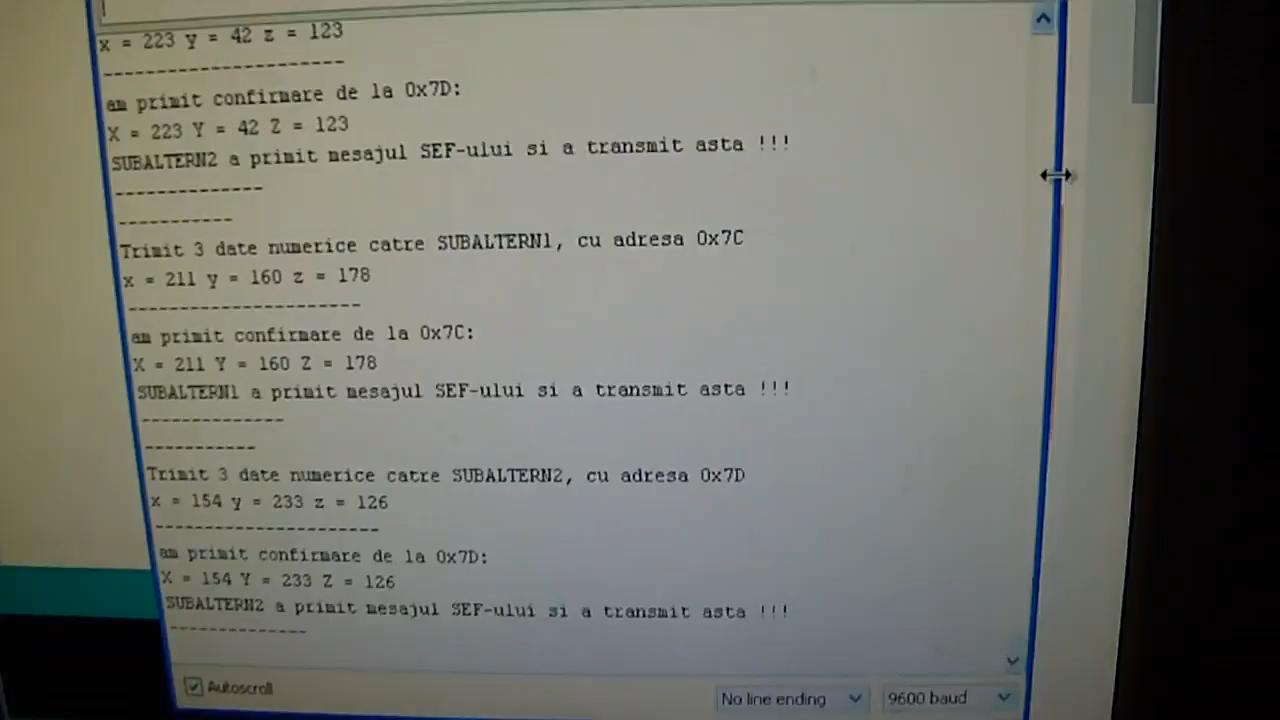 x = 223 y = 42 z = 123
----------------------
am primit confirmare de la 0x7D:
X = 223 Y = 42 Z = 123
SUBALTERN2 a primit mesajul SEF-ului si a transmit asta !!!
--------------
-----------
Trimit 3 date numerice catre SUBALTERN1, cu adresa 0x7C
x = 211 y = 160 z = 178
----------------------
am primit confirmare de la 0x7C:
X = 211 Y = 160 Z = 178
SUBALTERN1 a primit mesajul SEF-ului si a transmit asta !!!
--------------
-----------
Trimit 3 date numerice catre SUBALTERN2, cu adresa 0x7D
x = 154 y = 233 z = 126
----------------------
am primit confirmare de la 0x7D:
X = 154 Y = 233 Z = 126
SUBALTERN2 a primit mesajul SEF-ului si a transmit asta !!!
--------------
Autoscroll No line ending 9600 baud